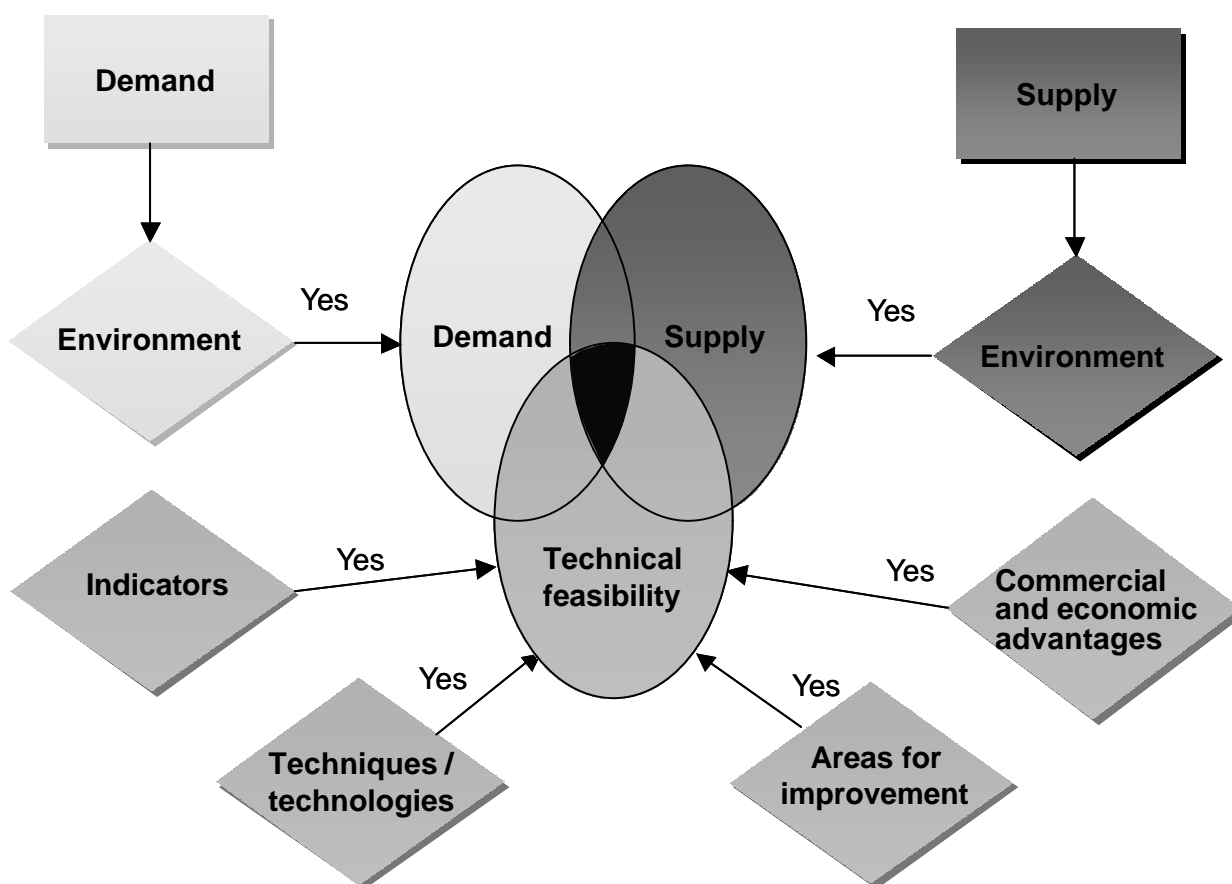 Demand
Supply
Yes
Yes
Environment
Demand
Supply
Environment
Yes
Technical
feasibility
Yes
Indicators
Commercial
and economic
advantages
Yes
Yes
Techniques /
technologies
Areas for
improvement